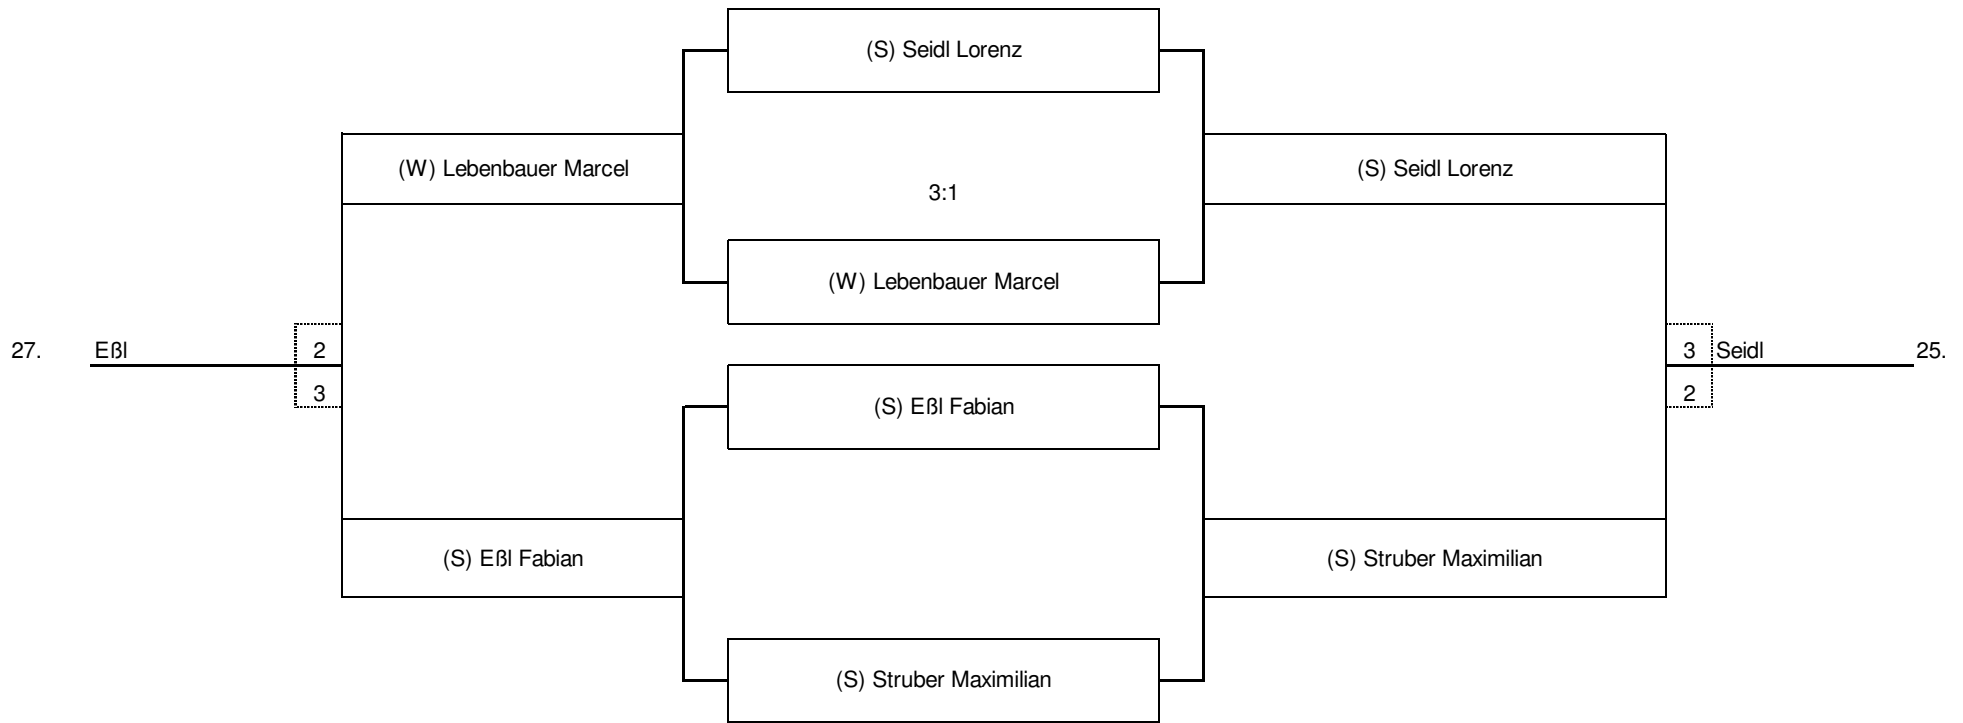 (S) Seidl Lorenz
(W) Lebenbauer Marcel
3:1
(S) Seidl Lorenz
(W) Lebenbauer Marcel
27. Eßl 2
3
3 Seidl 25.
2
(S) Eßl Fabian
(S) Eßl Fabian
(S) Struber Maximilian
(S) Struber Maximilian